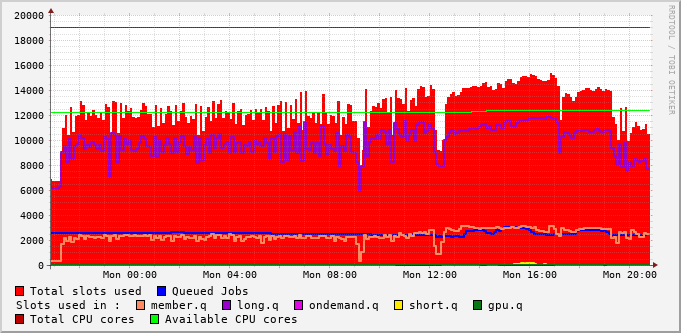 20000
18000
16000
14000
12000
10000
8000
6000
4000
2000
0
Mon 00:00 Mon 04:00 Mon 08:00 Mon 12:00 Mon 16:00 Mon 20:00
RRDTOOL / TOBI OETIKER
Total slots used Queued Jobs
Slots used in : member.q long.q ondemand.q short.q gpu.q
Total CPU cores Available CPU cores